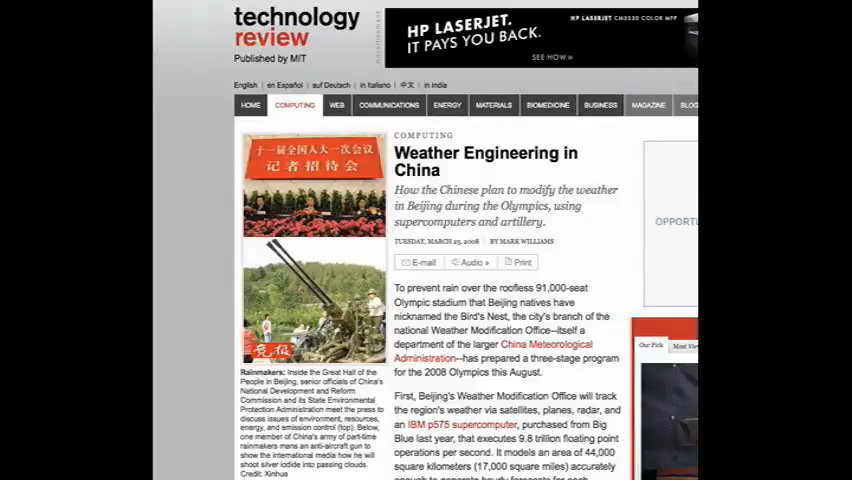 technology
review
Published by MIT
advertisement
HP LASERJET.
IT PAYS YOU BACK.
HP LASERJET CM3530 COLOR MFP
SEE HOW »
English | en Español | auf Deutsch | in Italiano | 中文 | in India
HOME COMPUTING WEB COMMUNICATIONS ENERGY MATERIALS BIOMEDICINE BUSINESS MAGAZINE BLOG
十一届全国人大一次会议
记者招待会
竞报
Rainmakers: Inside the Great Hall of the
People in Beijing, senior officials of China's
National Development and Reform
Commission and its State Environmental
Protection Administration meet the press to
discuss issues of environment, resources,
energy, and emission control (top). Below,
one member of China's army of part-time
rainmakers mans an anti-aircraft gun to
show the international media how he will
shoot silver iodide into passing clouds.
Credit: Xinhua
COMPUTING
Weather Engineering in
China
How the Chinese plan to modify the weather
in Beijing during the Olympics, using
supercomputers and artillery.
TUESDAY, MARCH 25, 2008 | BY MARK WILLIAMS
E-mail | Audio » | Print
To prevent rain over the roofless 91,000-seat
Olympic stadium that Beijing natives have
nicknamed the Bird's Nest, the city's branch of the
national Weather Modification Office--itself a
department of the larger China Meteorological
Administration--has prepared a three-stage program
for the 2008 Olympics this August.
First, Beijing's Weather Modification Office will track
the region's weather via satellites, planes, radar, and
an IBM p575 supercomputer, purchased from Big
Blue last year, that executes 9.8 trillion floating point
operations per second. It models an area of 44,000
square kilometers (17,000 square miles) accurately
enough to generate hourly forecasts for each
OPPORTU
Our Pick Most View